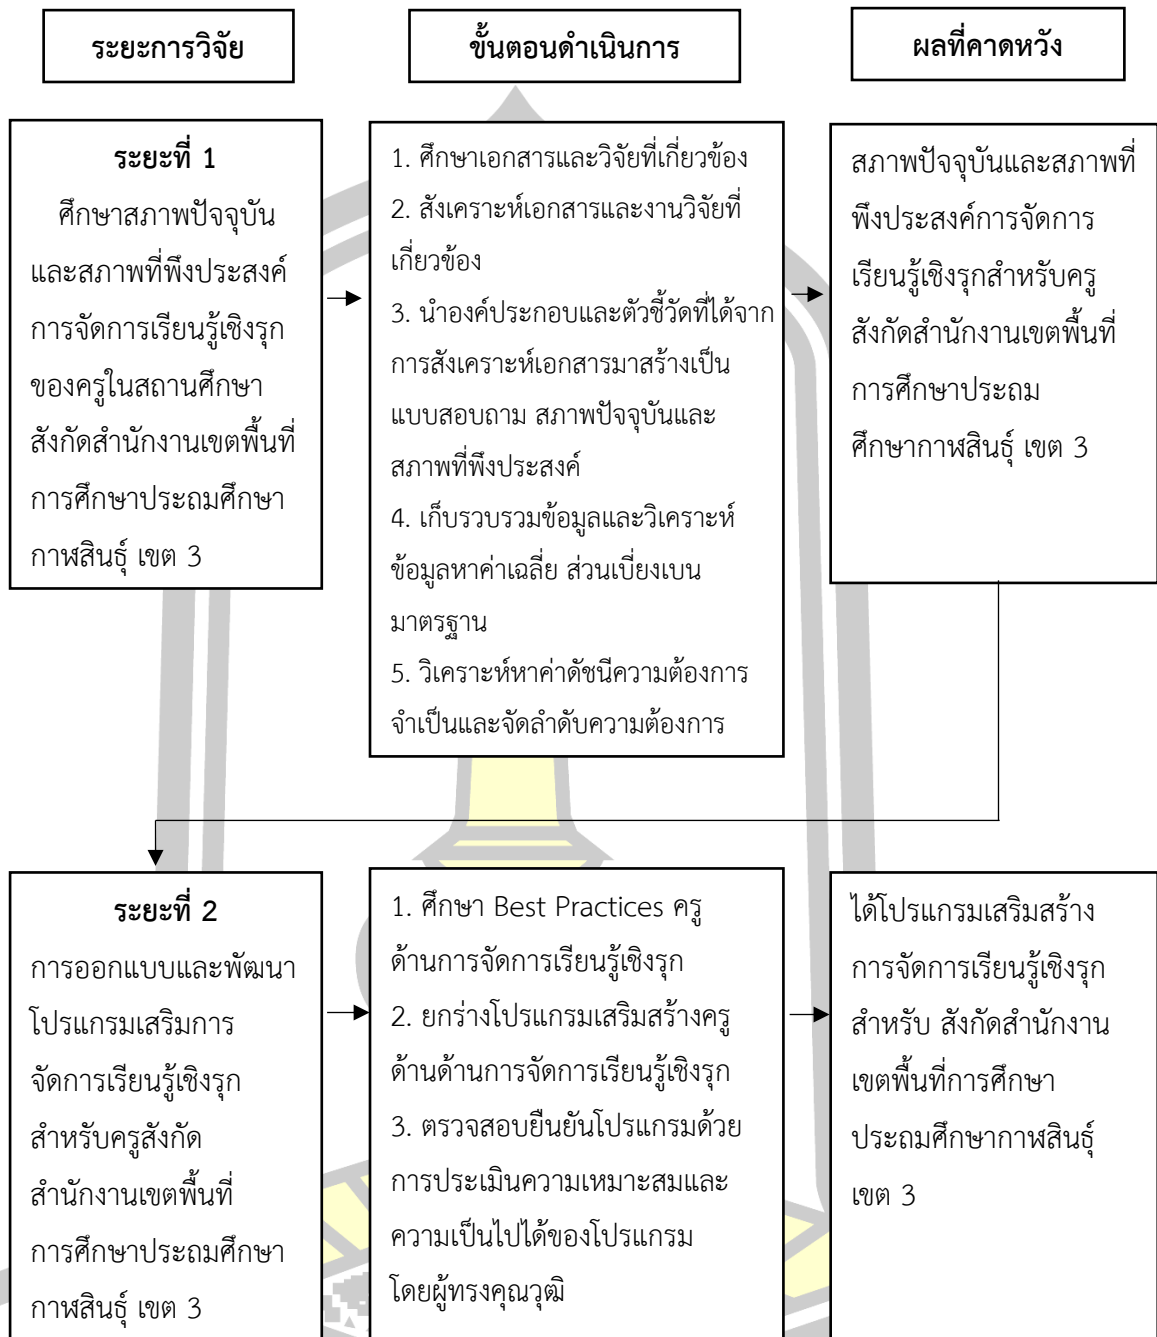 ระยะการวิจัย
ขั้นตอนดำเนินการ
ผลที่คาดหวัง
ระยะที่ 1
ศึกษาสภาพปัจจุบัน
และสภาพที่พึงประสงค์
การจัดการเรียนรู้เชิงรุก
ของครูในสถานศึกษา
สังกัดสำนักงานเขตพื้นที่
การศึกษาประถมศึกษา
กาฬสินธุ์ เขต 3
1. ศึกษาเอกสารและวิจัยที่เกี่ยวข้อง
2. สังเคราะห์เอกสารและงานวิจัยที่
เกี่ยวข้อง
3. นำองค์ประกอบและตัวชี้วัดที่ได้จาก
การสังเคราะห์เอกสารมาสร้างเป็น
แบบสอบถาม สภาพปัจจุบันและ
สภาพที่พึงประสงค์
4. เก็บรวบรวมข้อมูลและวิเคราะห์
ข้อมูลหาค่าเฉลี่ย ส่วนเบี่ยงเบน
มาตรฐาน
5. วิเคราะห์หาค่าดัชนีความต้องการ
จำเป็นและจัดลำดับความต้องการ
สภาพปัจจุบันและสภาพที่
พึงประสงค์การจัดการ
เรียนรู้เชิงรุกสำหรับครู
สังกัดสำนักงานเขตพื้นที่
การศึกษาประถม
ศึกษากาฬสินธุ์ เขต 3
ระยะที่ 2
การออกแบบและพัฒนา
โปรแกรมเสริมการ
จัดการเรียนรู้เชิงรุก
สำหรับครูสังกัด
สำนักงานเขตพื้นที่
การศึกษาประถมศึกษา
กาฬสินธุ์ เขต 3
1. ศึกษา Best Practices ครู
ด้านการจัดการเรียนรู้เชิงรุก
2. ยกร่างโปรแกรมเสริมสร้างครู
ด้านด้านการจัดการเรียนรู้เชิงรุก
3. ตรวจสอบยืนยันโปรแกรมด้วย
การประเมินความเหมาะสมและ
ความเป็นไปได้ของโปรแกรม
โดยผู้ทรงคุณวุฒิ
ได้โปรแกรมเสริมสร้าง
การจัดการเรียนรู้เชิงรุก
สำหรับ สังกัดสำนักงาน
เขตพื้นที่การศึกษา
ประถมศึกษากาฬสินธุ์
เขต 3